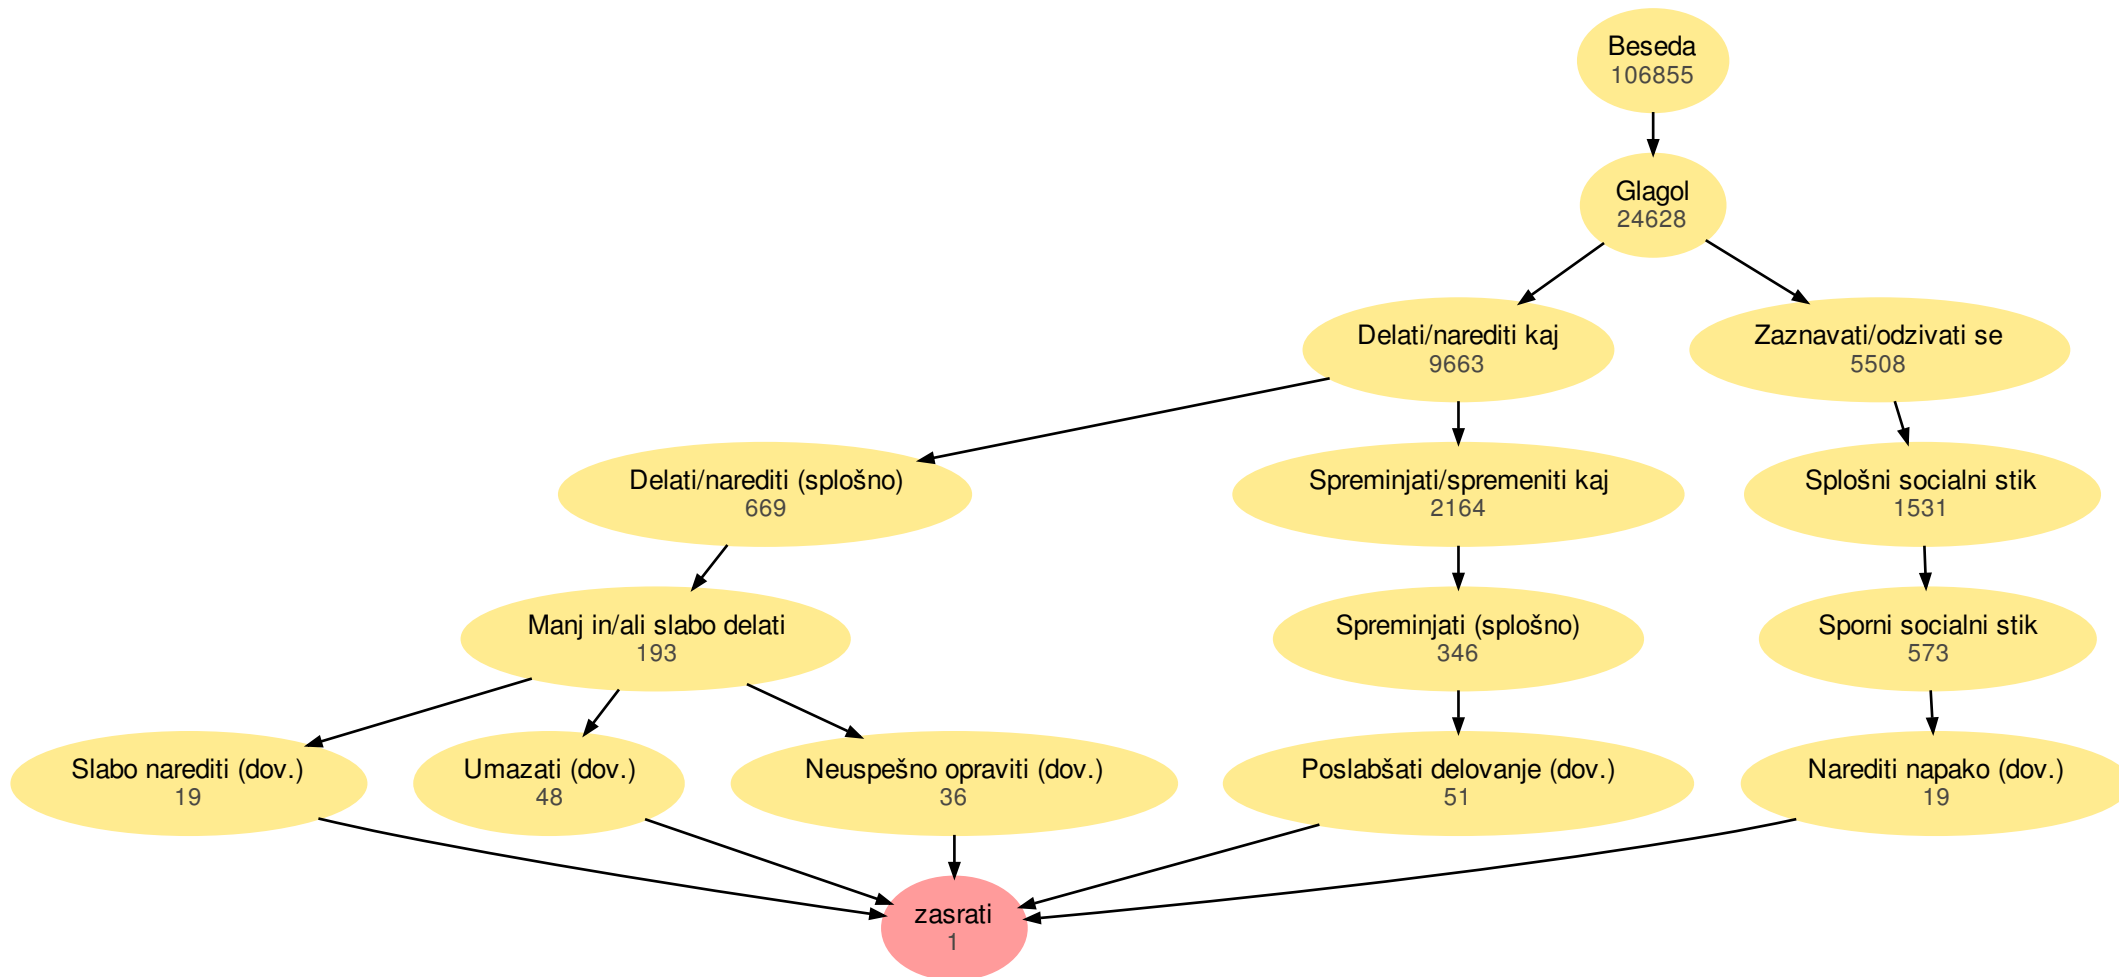 Beseda
106855
Glagol
24628
Delati/narediti kaj
9663
Zaznavati/odzivati se
5508
Delati/narediti (splošno)
669
Spreminjati/spremeniti kaj
2164
Splošni socialni stik
1531
Manj in/ali slabo delati
193
Spreminjati (splošno)
346
Sporni socialni stik
573
Slabo narediti (dov.)
19
Umazati (dov.)
48
Neuspešno opraviti (dov.)
36
Poslabšati delovanje (dov.)
51
Narediti napako (dov.)
19
zasrati
1